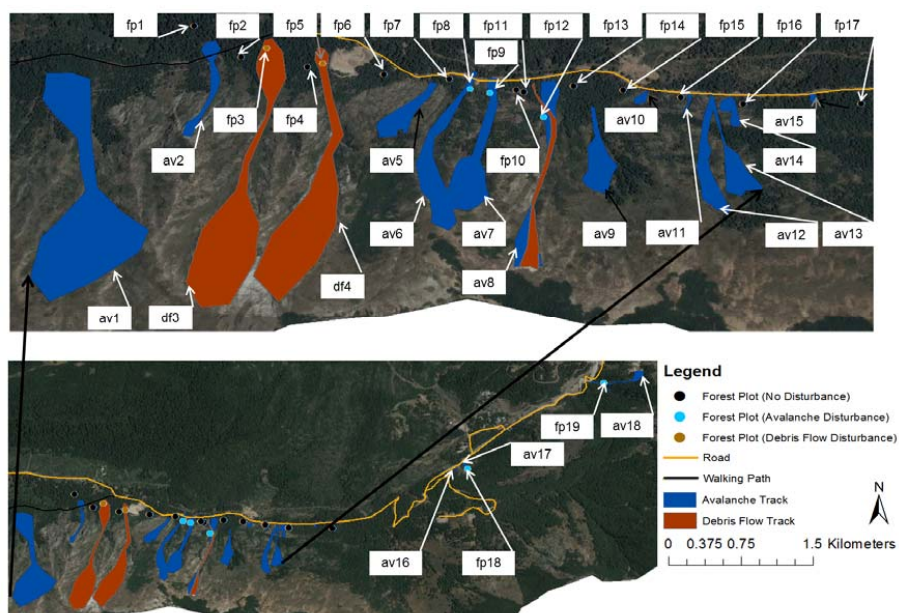 fp1
fp2
fp5
fp6
fp7
fp8
fp11
fp12
fp13
fp14
fp15
fp16
fp17
fp9
fp3
fp4
av2
av5
fp10
av10
av15
av14
av6
av7
av9
av11
av12
av13
av8
av1
df3
df4
fp19
av18
av17
av16
fp18
Legend
Forest Plot (No Disturbance)
Forest Plot (Avalanche Disturbance)
Forest Plot (Debris Flow Disturbance)
Road
Walking Path
Avalanche Track
Debris Flow Track
N
0 0.375 0.75 1.5 Kilometers